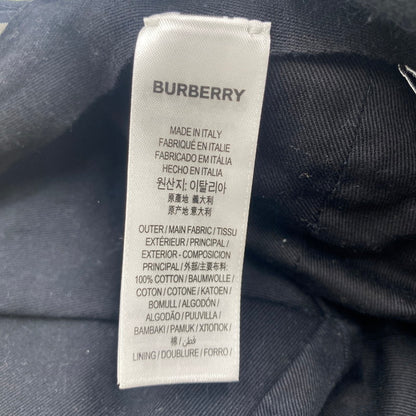 BURBERRY
MADE IN ITALY
FABRIQUÉ EN ITALIE
FABRICADO EM ITÁLIA
HECHO EN ITALIA
원산지: 이탈리아
原產地 義大利
原产地 意大利
OUTER / MAIN FABRIC / TISSU
EXTÉRIEUR / PRINCIPAL /
EXTERIOR - COMPOSICION
PRINCIPAL / 外部/主要布料:
100% COTTON / BAUMWOLLE /
COTON / COTONE / KATOEN /
BOMULL / ALGODÓN /
ALGODÃO / PUUVILLA /
BAMBAKI / PAMUK / ХЛОПОК /
棉 / قطن /
LINING / DOUBLURE / FORRO /